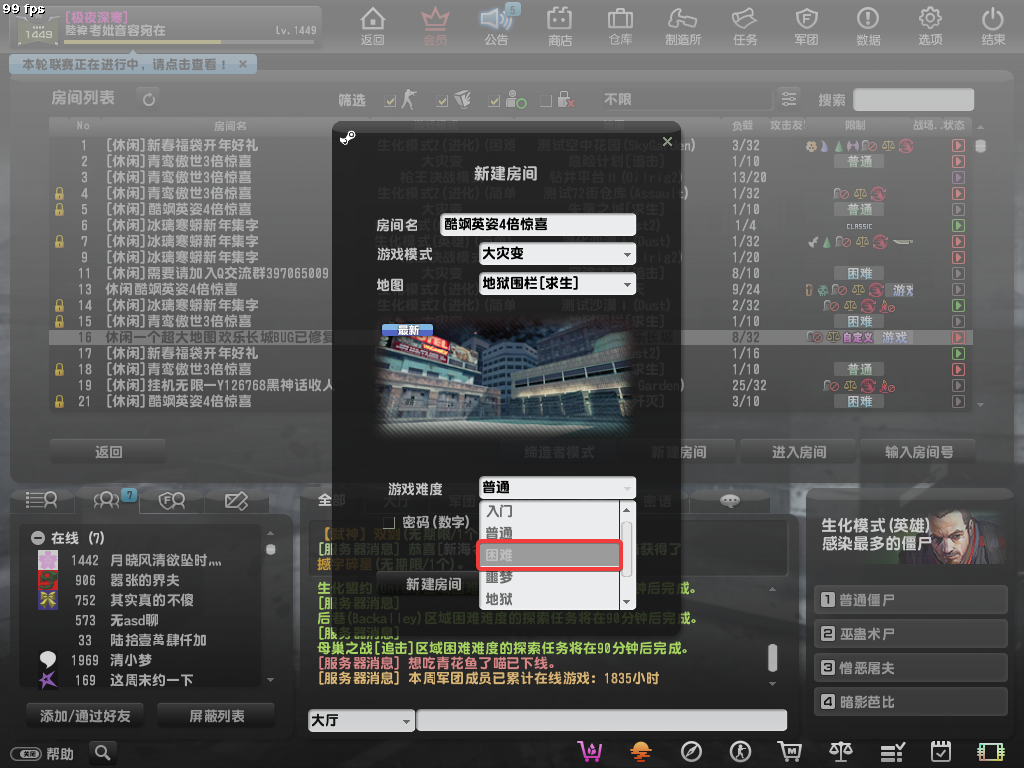 99 fps
[极夜深寒]
1449
Lv. 1449
返回
会员
公告
5
商店
仓库
制造所
任务
军团
数据
选项
结束
本轮联赛正在进行中，请点击查看！ ×
房间列表
筛选
不限
搜索
No
房间名
负载
攻击友
限制
战场..
状态
1 [休闲]新春福袋开年好礼 3/32
2 [休闲]青鸾傲世3倍惊喜 1/10 普通
3 [休闲]青鸾傲世3倍惊喜 13/20
4 [休闲]青鸾傲世3倍惊喜 1/32
5 [休闲]酷飒英姿4倍惊喜 1/10 普通
6 [休闲]冰璃寒蟒新年集字 1/4 CLASSIC
7 [休闲]冰璃寒蟒新年集字 1/32
9 [休闲]冰璃寒蟒新年集字 1/20
11 [休闲]需要请加入Q交流群397065009 8/10 困难
13 休闲酷飒英姿4倍惊喜 9/24 游戏
14 [休闲]冰璃寒蟒新年集字 2/32
15 [休闲]青鸾傲世3倍惊喜 1/10 困难
16 休闲一个超大地图欢乐长城BUG已修复 8/32 自定义 游戏
17 [休闲]新春福袋开年好礼 1/16
18 [休闲]青鸾傲世3倍惊喜 1/10 普通
19 [休闲]挂机无限一Y126768黑神话收人 25/32
21 [休闲]酷飒英姿4倍惊喜 3/10 困难
新建房间
房间名 酷飒英姿4倍惊喜
游戏模式 大灾变
地图 地狱围栏[求生]
最新
HOTEL
游戏难度 普通
入门
普通
困难
噩梦
地狱
密码(数字)
新建房间
返回
缔造者模式
新建房间
进入房间
输入房间号
7
在线 (7)
1442 月晓风清欲坠时灬
906 嚣张的界夫
752 其实真的不傻
573 无asd聊
33 陆拾壹萬肆仟加
1969 清小梦
169 这周末约一下
添加/通过好友
屏蔽列表
全部
[服务器消息]
后巷(Backalley)区域困难难度的探索任务将在90分钟后完成。
[服务器消息]
母巢之战[追击]区域困难难度的探索任务将在90分钟后完成。
[服务器消息] 想吃青花鱼了喵已下线。
[服务器消息] 本周军团成员已累计在线游戏: 1835小时
大厅
生化模式(英雄)
感染最多的僵尸
1 普通僵尸
2 巫蛊术尸
3 憎恶屠夫
4 暗影芭比
帮助